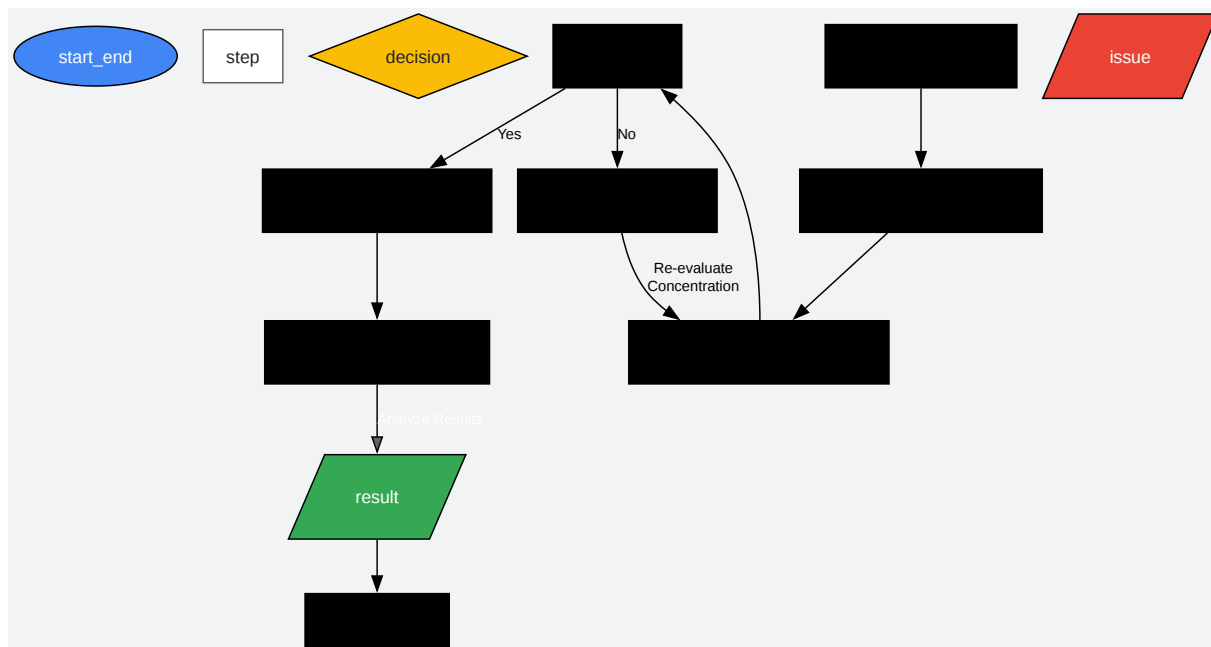 start_end
step
decision
issue
Yes
No
Re-evaluate
Concentration
Analyze Results
result